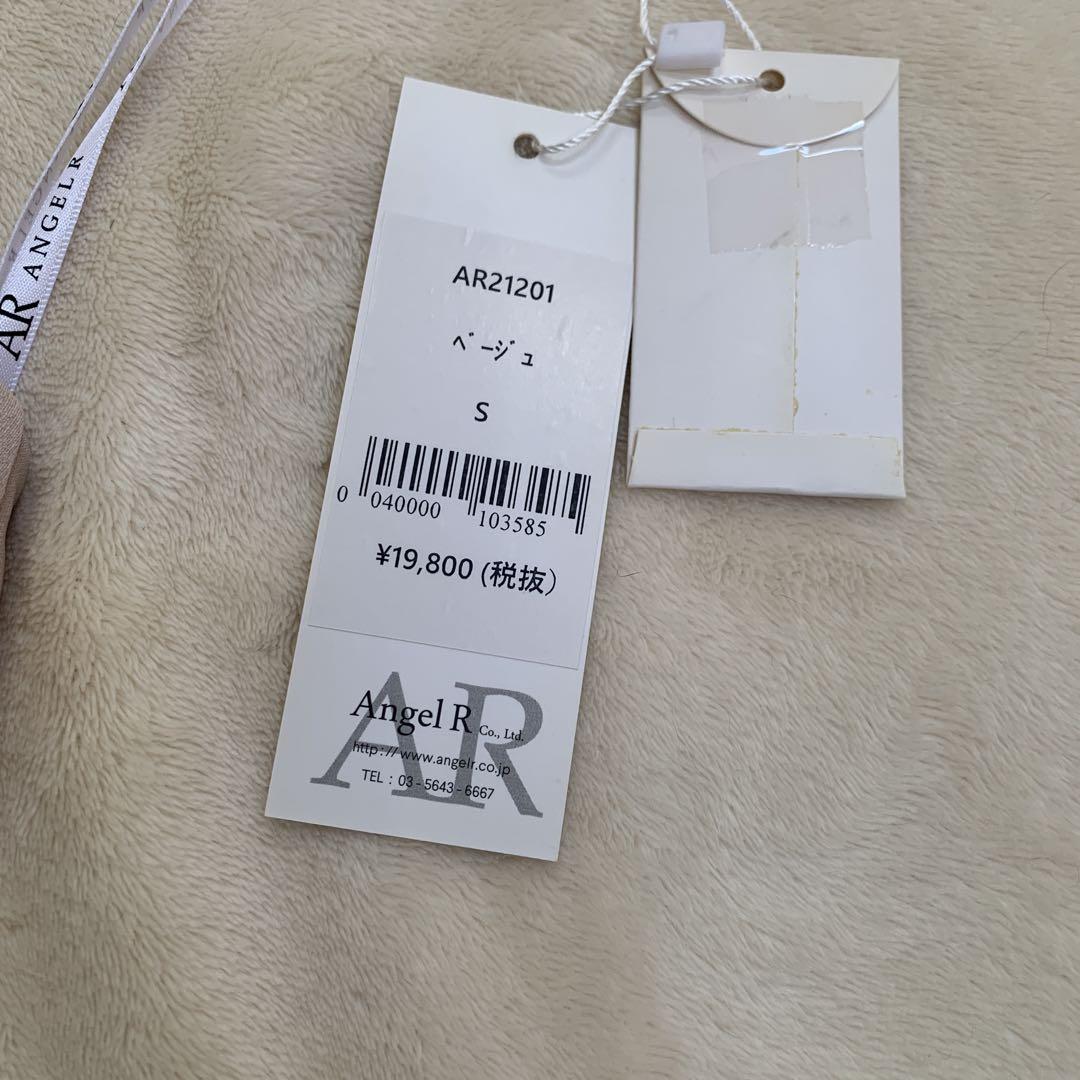 AR ANGEL R
AR21201
ﾍﾞｰｼﾞｭ
S
0 040000 103585
¥19,800 (税抜)
AR
Angel R Co., Ltd.
http://www.angelr.co.jp
TEL : 03 - 5643 - 6667